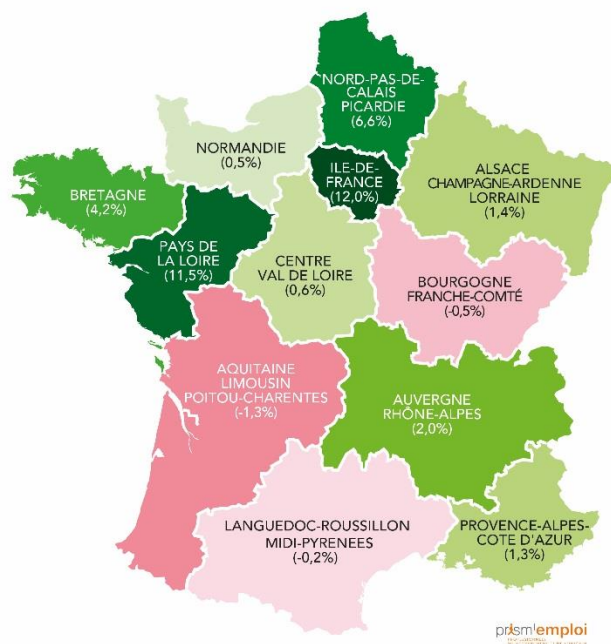 NORD-PAS-DE-
CALAIS
PICARDIE
(6,6%)
NORMANDIE
(0,5%)
ILE-DE-
FRANCE
(12,0%)
ALSACE
CHAMPAGNE-ARDENNE
LORRAINE
(1,4%)
BRETAGNE
(4,2%)
PAYS DE
LA LOIRE
(11,5%)
CENTRE
VAL DE LOIRE
(0,6%)
BOURGOGNE
FRANCHE-COMTÉ
(-0,5%)
AQUITAINE
LIMOUSIN
POITOU-CHARENTES
(-1,3%)
AUVERGNE
RHÔNE-ALPES
(2,0%)
LANGUEDOC-ROUSSILLON
MIDI-PYRENEES
(-0,2%)
PROVENCE-ALPES-
COTE D'AZUR
(1,3%)
prism'emploi